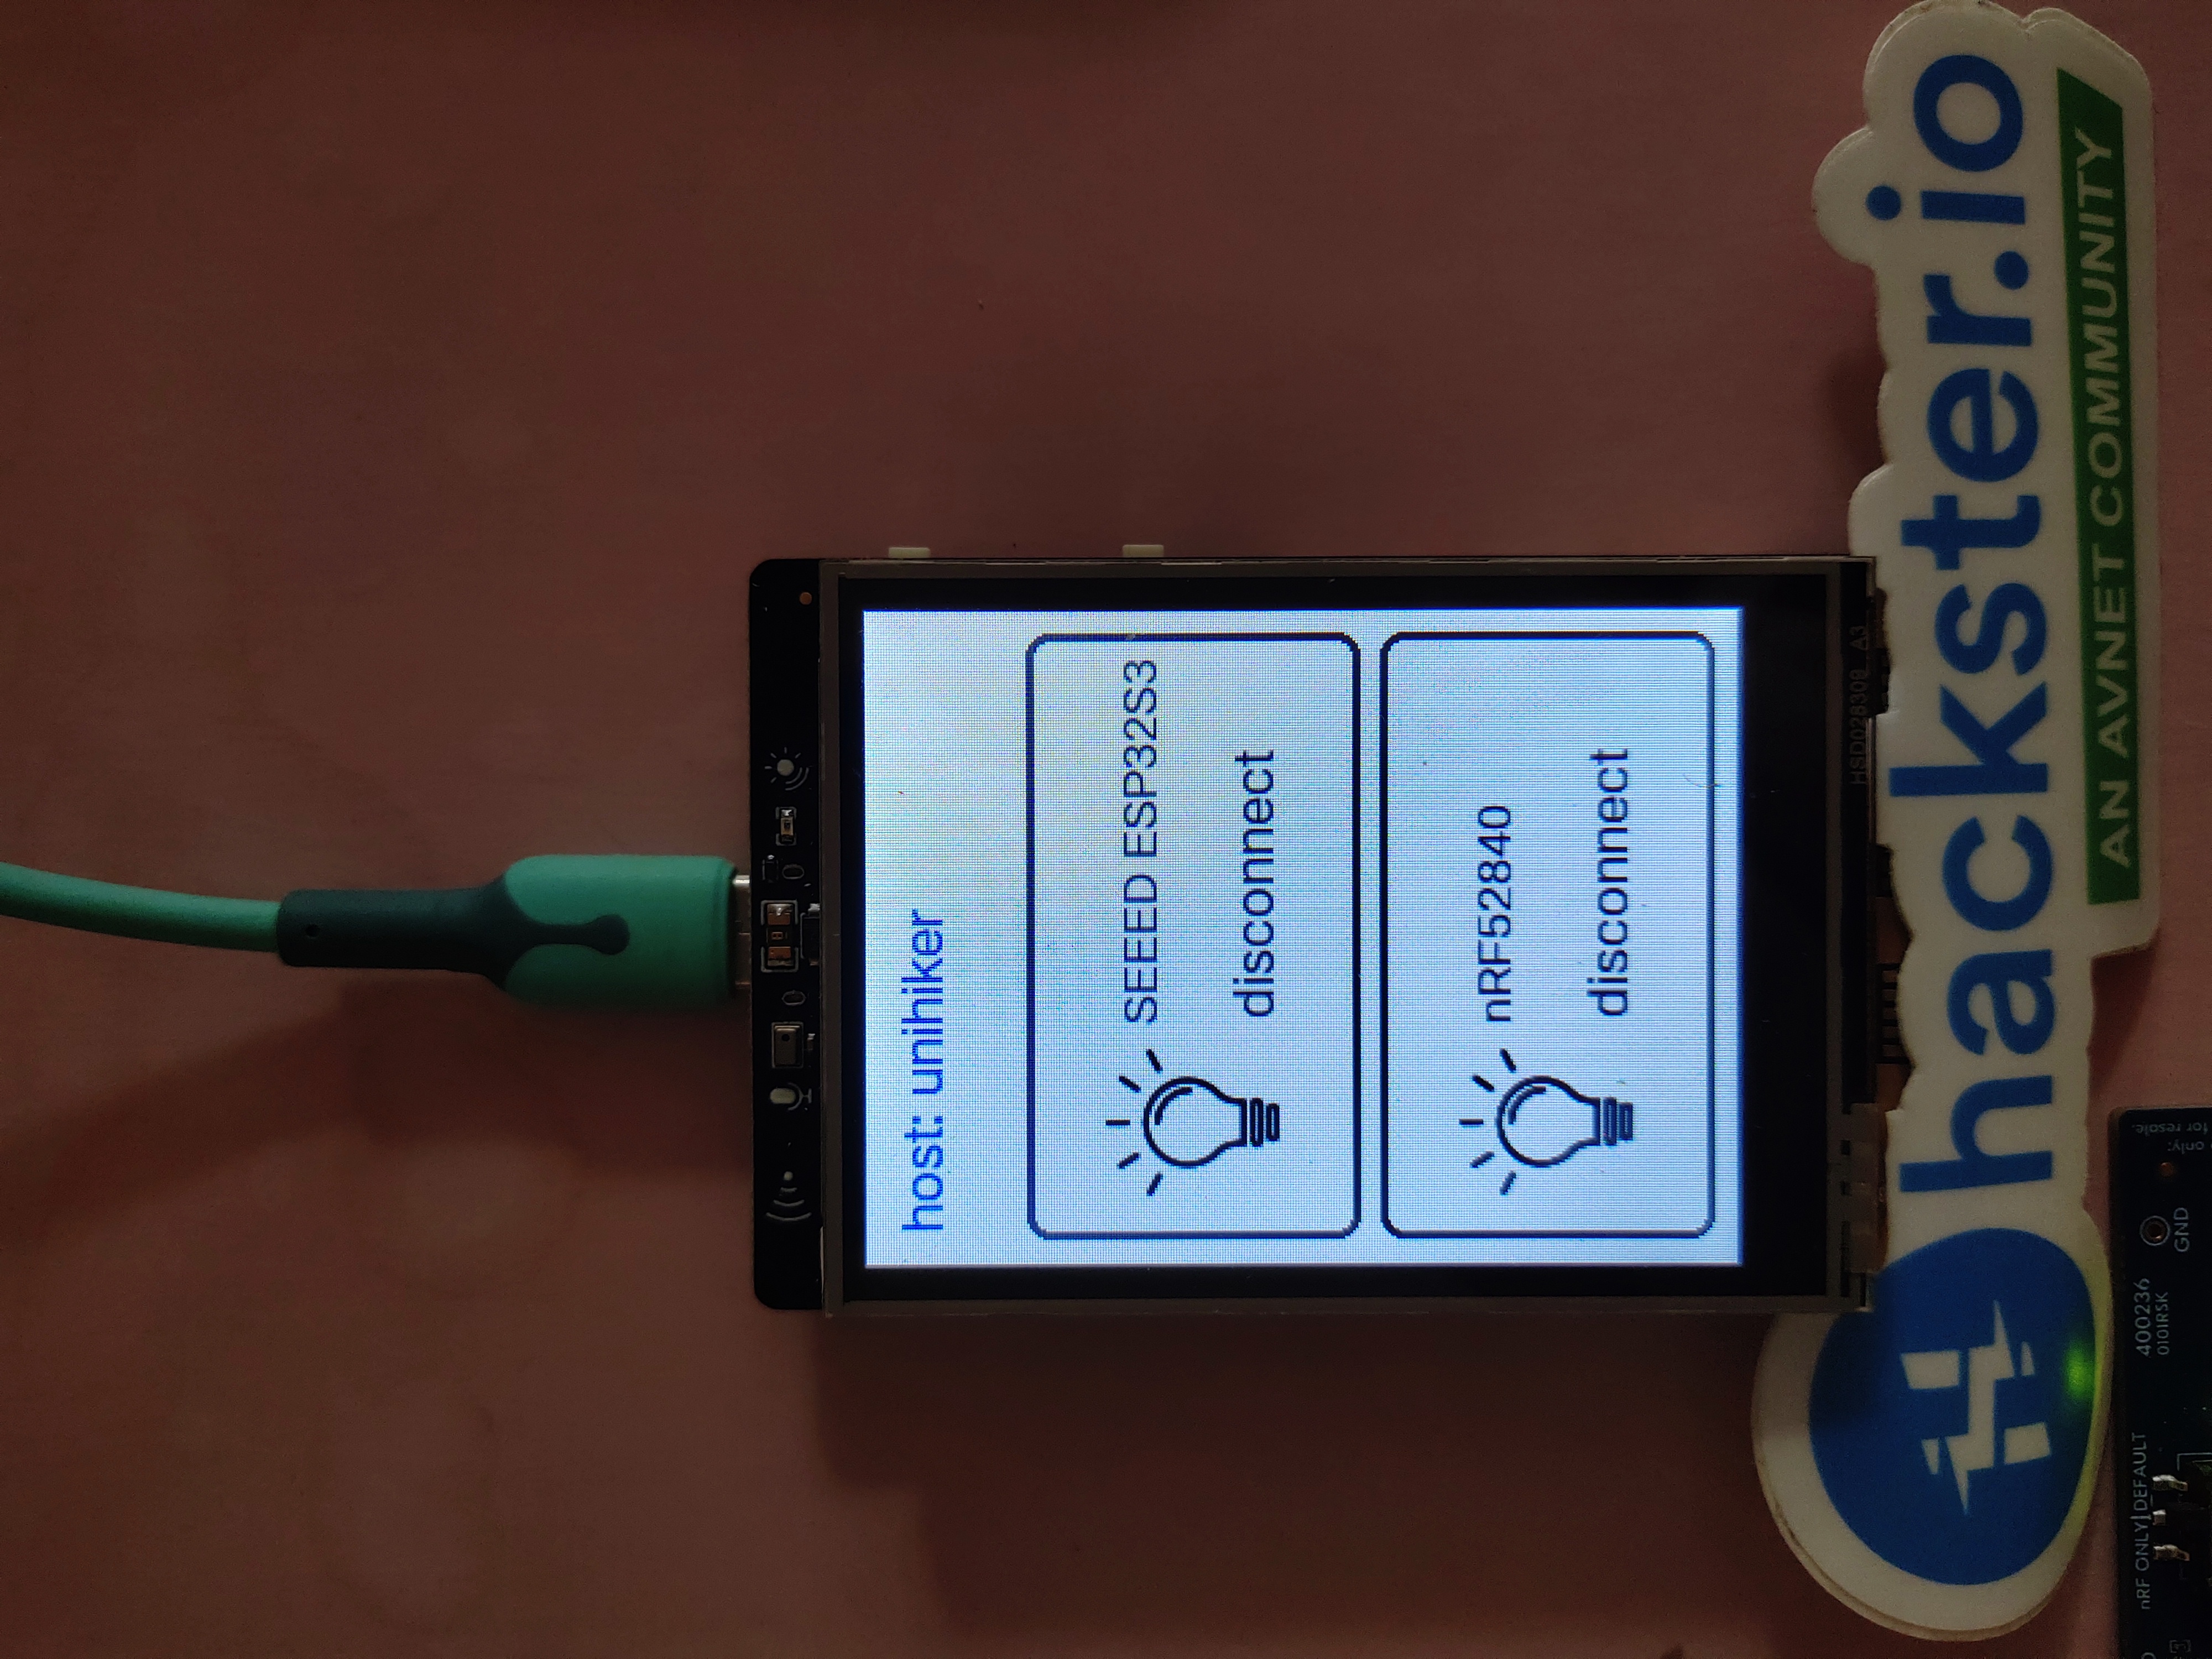 host: unihiker
SEEED ESP32S3
disconnect
nRF52840
disconnect
HSD028309 A3
hackster.io
AN AVNET COMMUNITY
nRF ONLY|DEFAULT
400236
0101RSK
GND
only:
for resale.